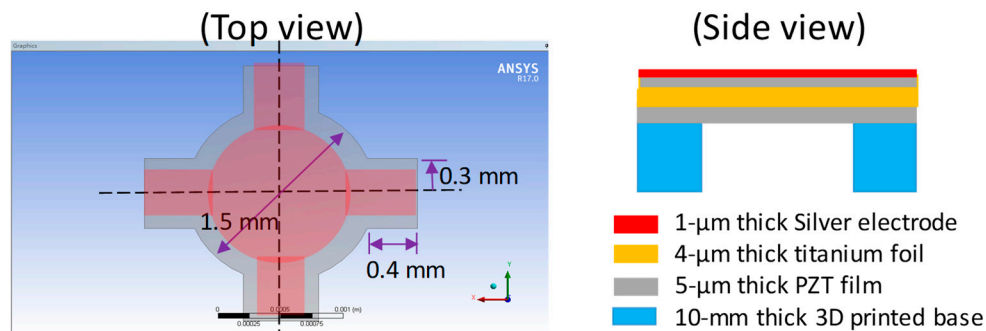 (Top view)
(Side view)
Graphics
ANSYS
R17.0
0.3 mm
1.5 mm
0.4 mm
Y
X
0
0.0005
0.001 (m)
0.00025
0.00075
1-μm thick Silver electrode
4-μm thick titanium foil
5-μm thick PZT film
10-mm thick 3D printed base